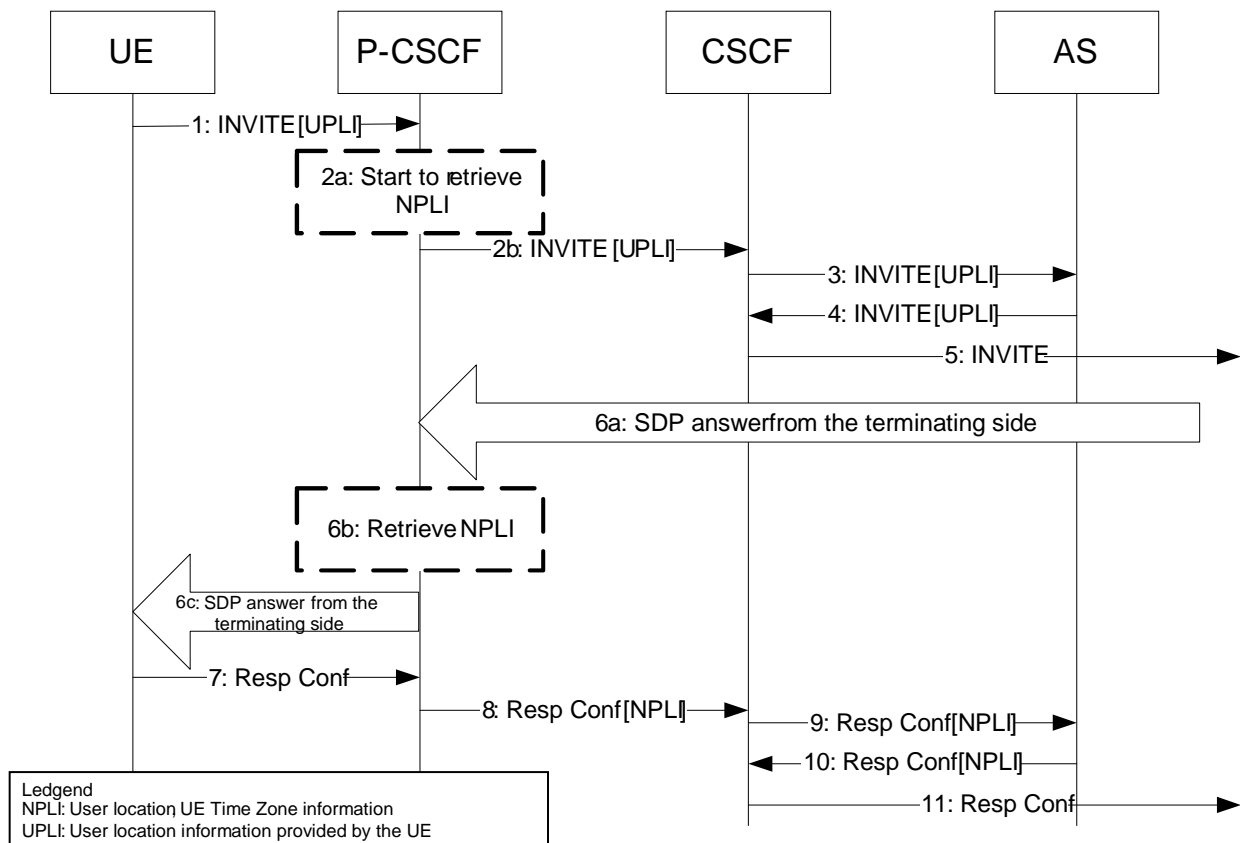 UE
P-CSCF
CSCF
AS
1: INVITE[UPLI]
2a: Start to retrieve
NPLI
2b: INVITE [UPLI]
3: INVITE[UPLI]
4: INVITE[UPLI]
5: INVITE
6a: SDP answerfrom the terminating side
6b: Retrieve NPLI
6c: SDP answer from the
terminating side
7: Resp Conf
8: Resp Conf[NPLI]
9: Resp Conf[NPLI]
10: Resp Conf[NPLI]
11: Resp Conf
Ledgend
NPLI: User location, UE Time Zone information
UPLI: User location information provided by the UE